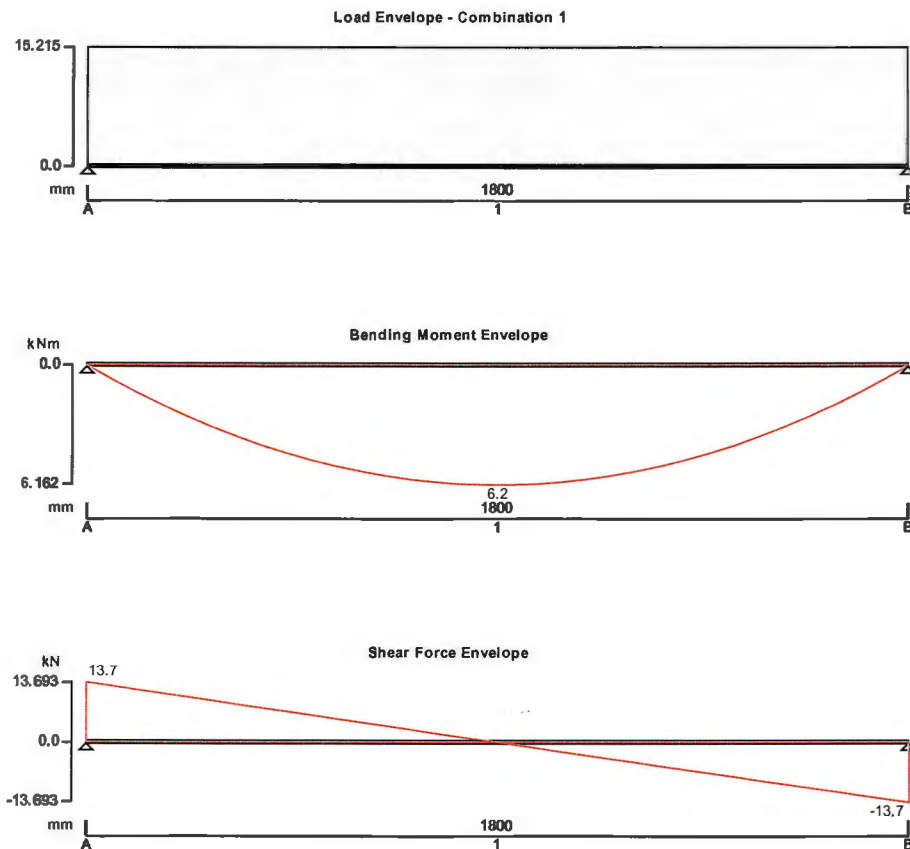 Load Envelope - Combination 1
15.215
0.0
mm
1800
A
1
B
Bending Moment Envelope
kNm
0.0
6.162
6.2
mm
1800
A
1
B
Shear Force Envelope
kN
13.693
13.7
0.0
-13.693
-13.7
mm
1800
A
1
B